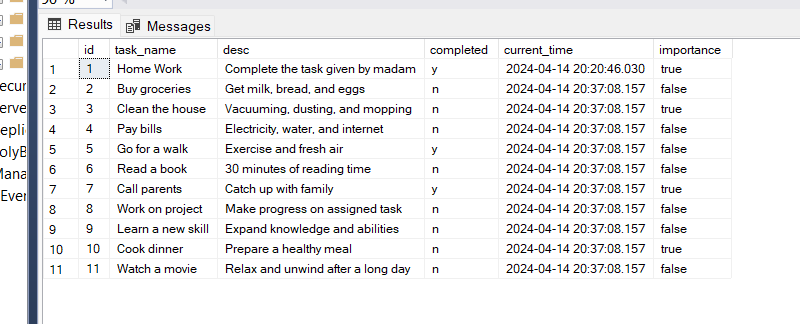 90 %
Results Messages
id task_name desc completed current_time importance
1 1 Home Work Complete the task given by madam y 2024-04-14 20:20:46.030 true
2 2 Buy groceries Get milk, bread, and eggs n 2024-04-14 20:37:08.157 false
3 3 Clean the house Vacuuming, dusting, and mopping n 2024-04-14 20:37:08.157 true
4 4 Pay bills Electricity, water, and internet n 2024-04-14 20:37:08.157 false
5 5 Go for a walk Exercise and fresh air y 2024-04-14 20:37:08.157 false
6 6 Read a book 30 minutes of reading time n 2024-04-14 20:37:08.157 false
7 7 Call parents Catch up with family y 2024-04-14 20:37:08.157 true
8 8 Work on project Make progress on assigned task n 2024-04-14 20:37:08.157 false
9 9 Learn a new skill Expand knowledge and abilities n 2024-04-14 20:37:08.157 false
10 10 Cook dinner Prepare a healthy meal n 2024-04-14 20:37:08.157 true
11 11 Watch a movie Relax and unwind after a long day n 2024-04-14 20:37:08.157 false
ecur
erve
eplic
olyB
Mana
Even